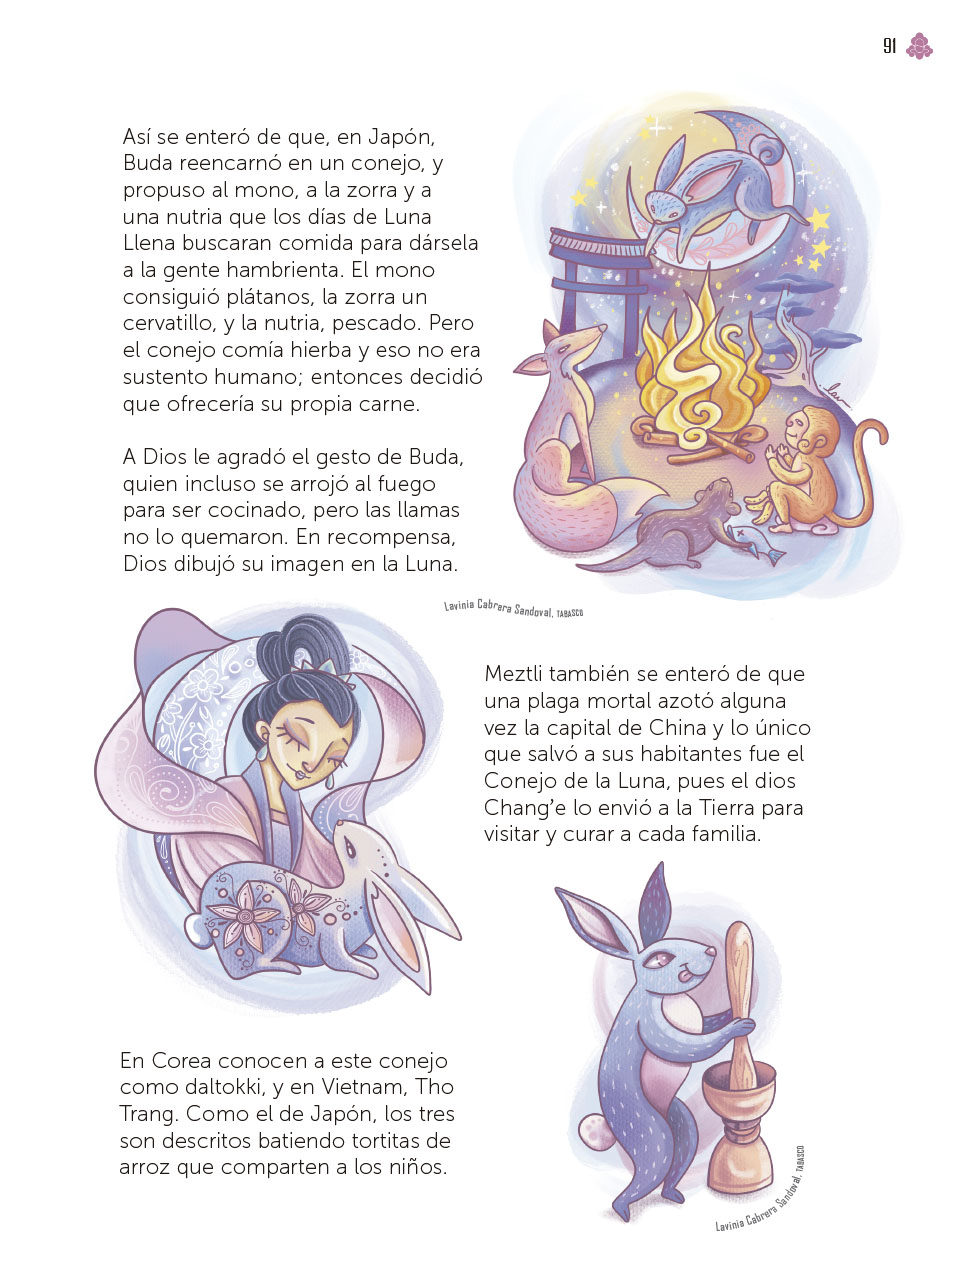 91
Así se enteró de que, en Japón,
Buda reencarnó en un conejo, y
propuso al mono, a la zorra y a
una nutria que los días de Luna
Llena buscaran comida para dársela
a la gente hambrienta. El mono
consiguió plátanos, la zorra un
cervatillo, y la nutria, pescado. Pero
el conejo comía hierba y eso no era
sustento humano; entonces decidió
que ofrecería su propia carne.
A Dios le agradó el gesto de Buda,
quien incluso se arrojó al fuego
para ser cocinado, pero las llamas
no lo quemaron. En recompensa,
Dios dibujó su imagen en la Luna.
Lavinia Cabrera Sandoval, TABASCO
Meztli también se enteró de que
una plaga mortal azotó alguna
vez la capital de China y lo único
que salvó a sus habitantes fue el
Conejo de la Luna, pues el dios
Chang’e lo envió a la Tierra para
visitar y curar a cada familia.
En Corea conocen a este conejo
como daltokki, y en Vietnam, Tho
Trang. Como el de Japón, los tres
son descritos batiendo tortitas de
arroz que comparten a los niños.
Lavinia Cabrera Sandoval, TABASCO